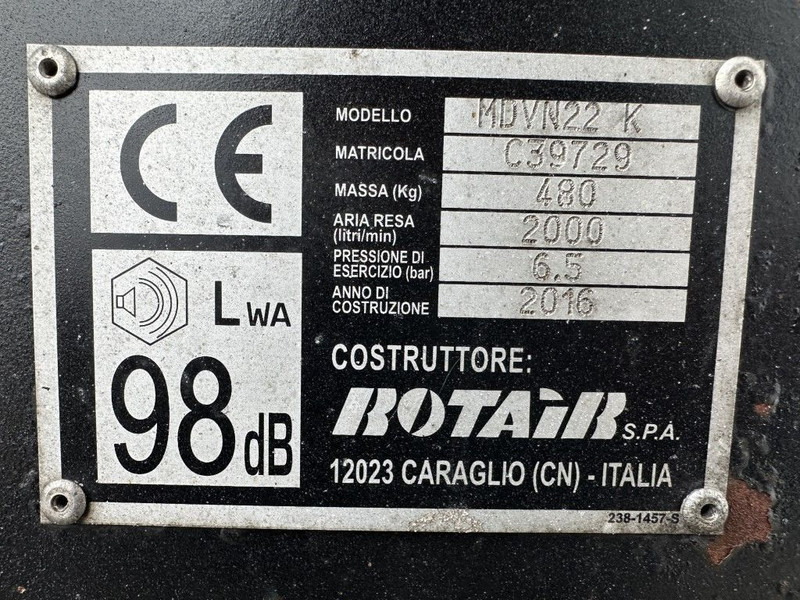 CE
LWA
98 dB
MODELLO MDVN22 K
MATRICOLA C39729
MASSA (Kg) 480
ARIA RESA
(litri/min) 2000
PRESSIONE DI
ESERCIZIO (bar) 6.5
ANNO DI
COSTRUZIONE 2016
COSTRUTTORE:
ROTAIR S.P.A.
12023 CARAGLIO (CN) - ITALIA
238-1457-S